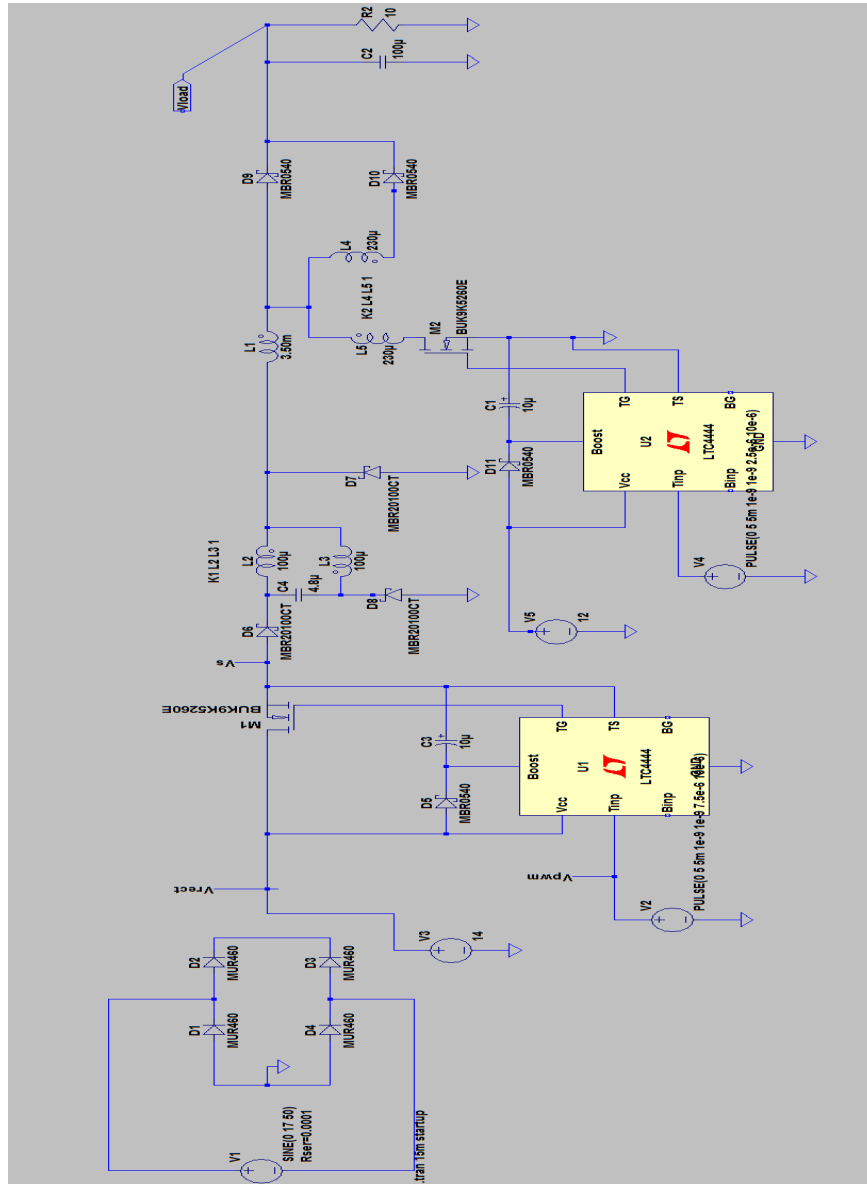 R2
10
C2
100µ
Vload
D9
MBR0540
D10
MBR0540
L4
230µ
K2 L4 L5 1
L1
3.50m
L5
230µ
M2
BUK9K5260E
C1
10µ
D11
MBR0540
Boost
Vcc
U2
LTC4444
TG
TS
BG
Tinp
Binp
GND
V4
PULSE(0 5 5m 1e-9 1e-9 2.5e-6 10e-6)
V5
12
D7
MBR20100CT
K1 L2 L3 1
L2
100µ
L3
100µ
C4
4.8µ
D8
MBR20100CT
D6
MBR20100CT
Vs
M1
BUK9K5260E
C3
10µ
D5
MBR0540
Boost
Vcc
U1
LTC4444
TG
TS
BG
Tinp
Binp
GND
Vpwm
V2
PULSE(0 5 5m 1e-9 1e-9 7.5e-6 10e-6)
Vrect
V3
14
D2
MUR460
D3
MUR460
D1
MUR460
D4
MUR460
V1
SINE(0 17 50)
Rser=0.0001
.tran 15m startup